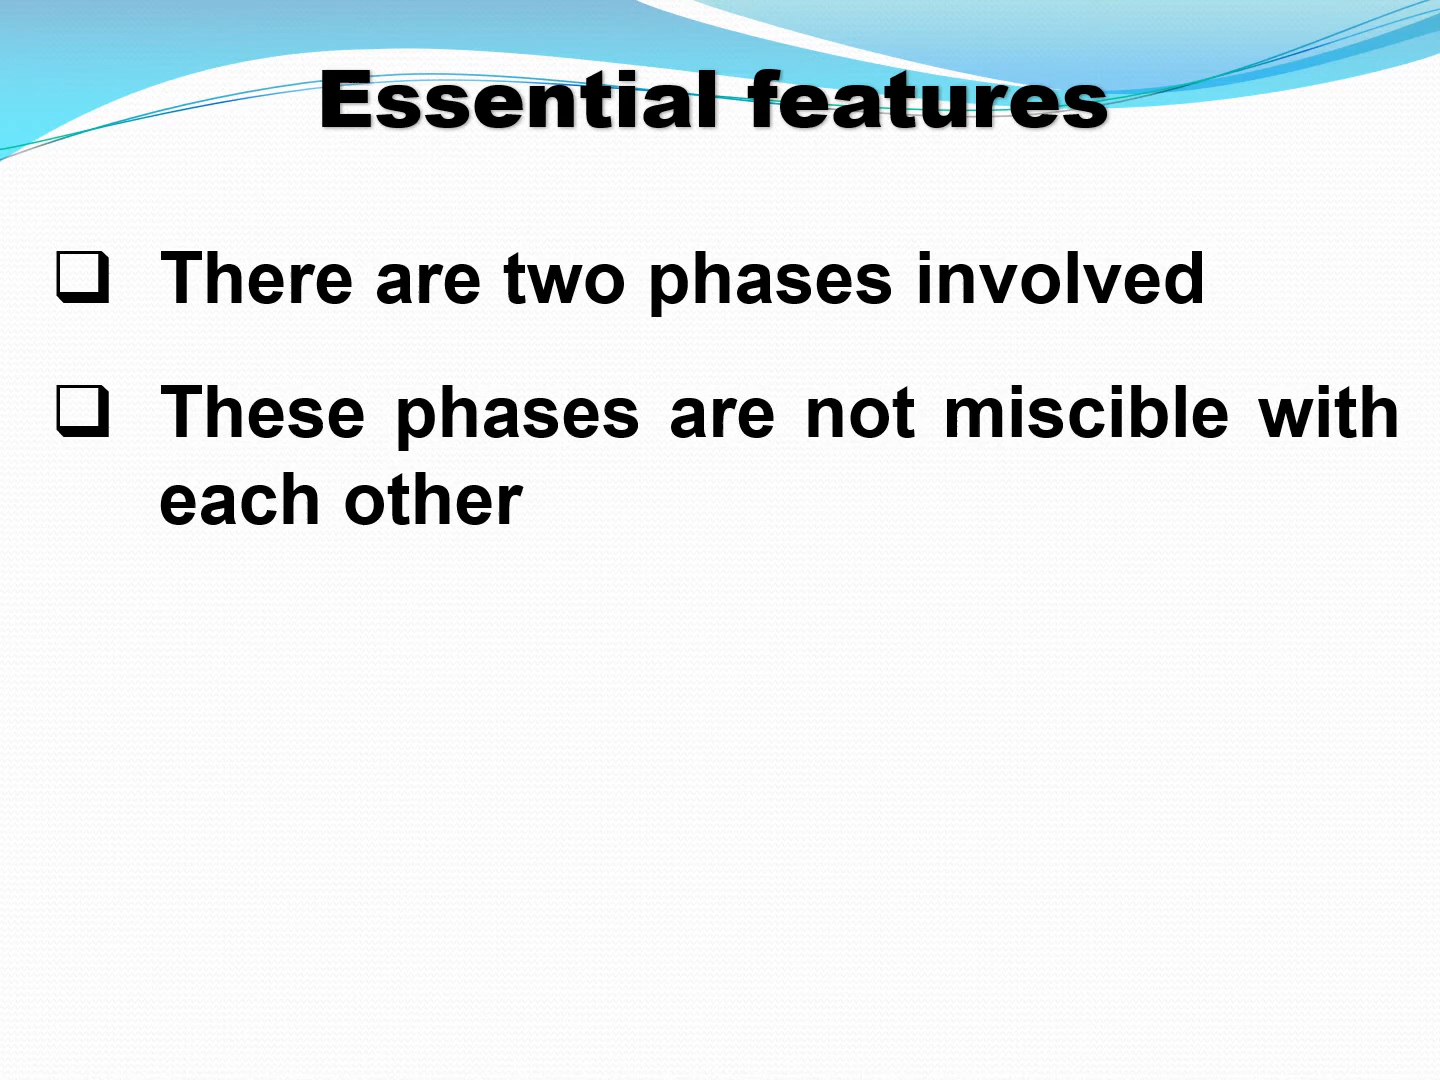 Essential features
❑ There are two phases involved
❑ These phases are not miscible with
each other